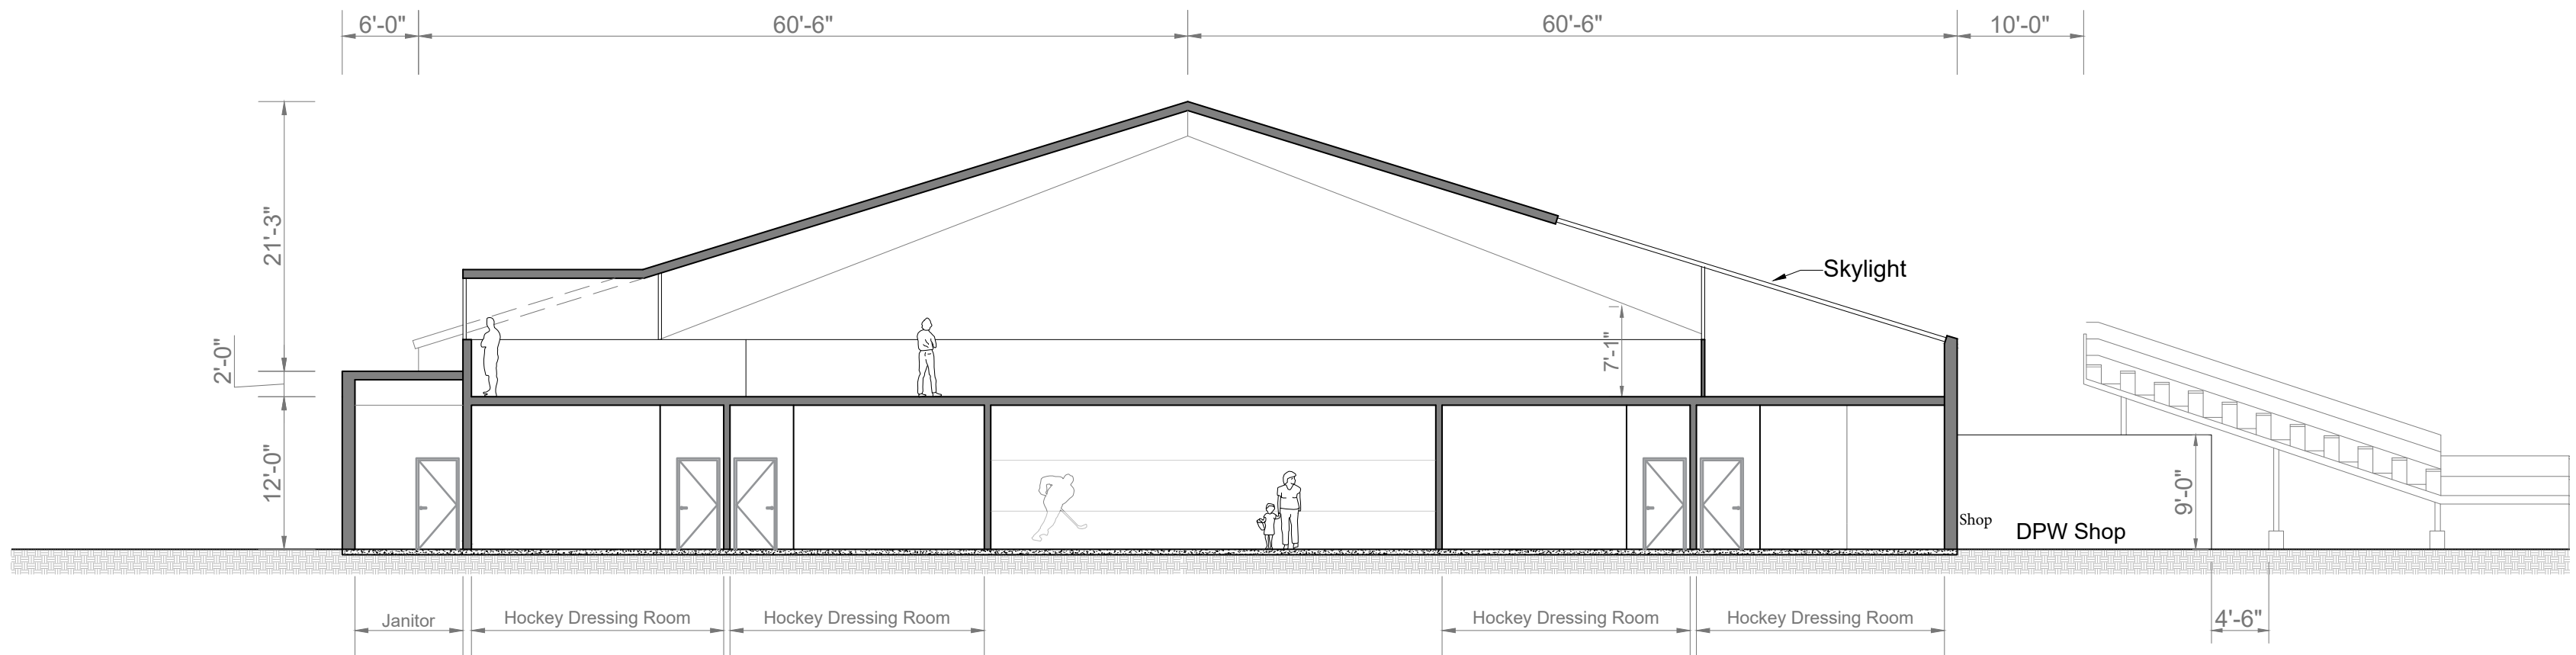 6'-0"
60'-6"
60'-6"
10'-0"
21'-3"
Skylight
2'-0"
7'-1"
12'-0"
9'-0"
Shop
DPW Shop
Janitor
Hockey Dressing Room
Hockey Dressing Room
Hockey Dressing Room
Hockey Dressing Room
4'-6"